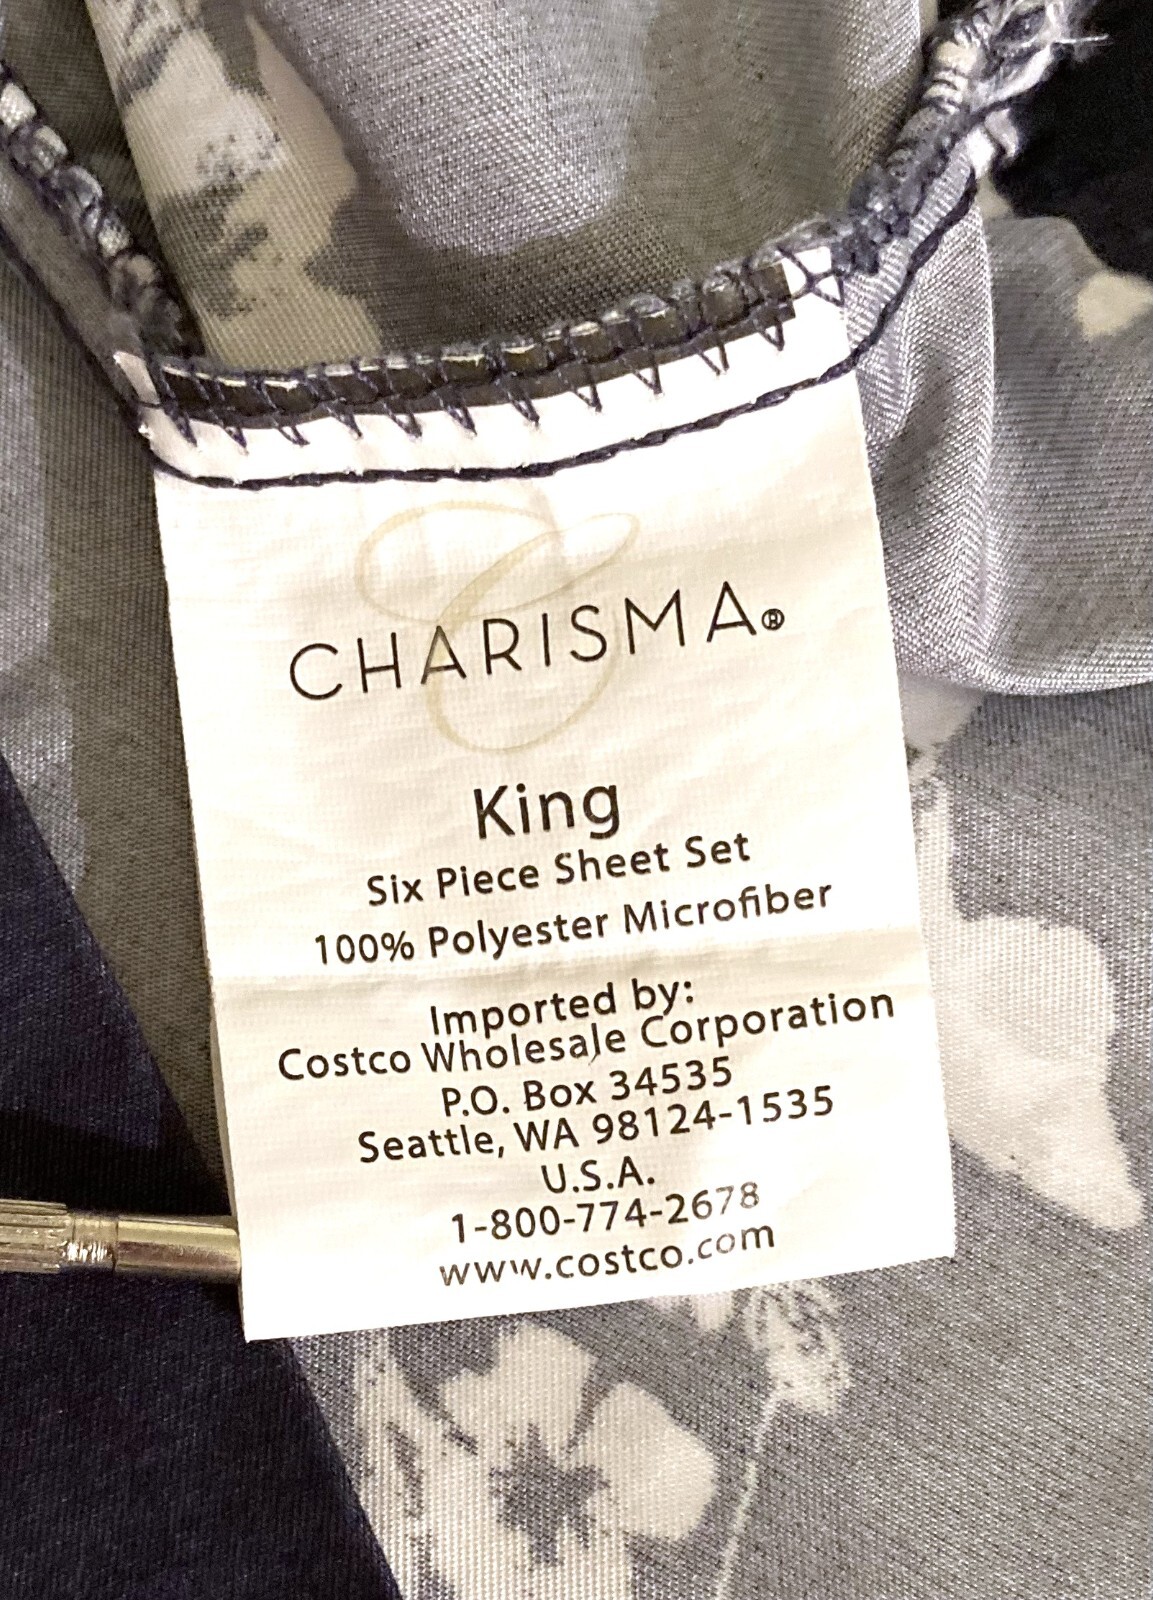 CHARISMA®
King
Six Piece Sheet Set
100% Polyester Microfiber
Imported by:
Costco Wholesale Corporation
P.O. Box 34535
Seattle, WA 98124-1535
U.S.A.
1-800-774-2678
www.costco.com